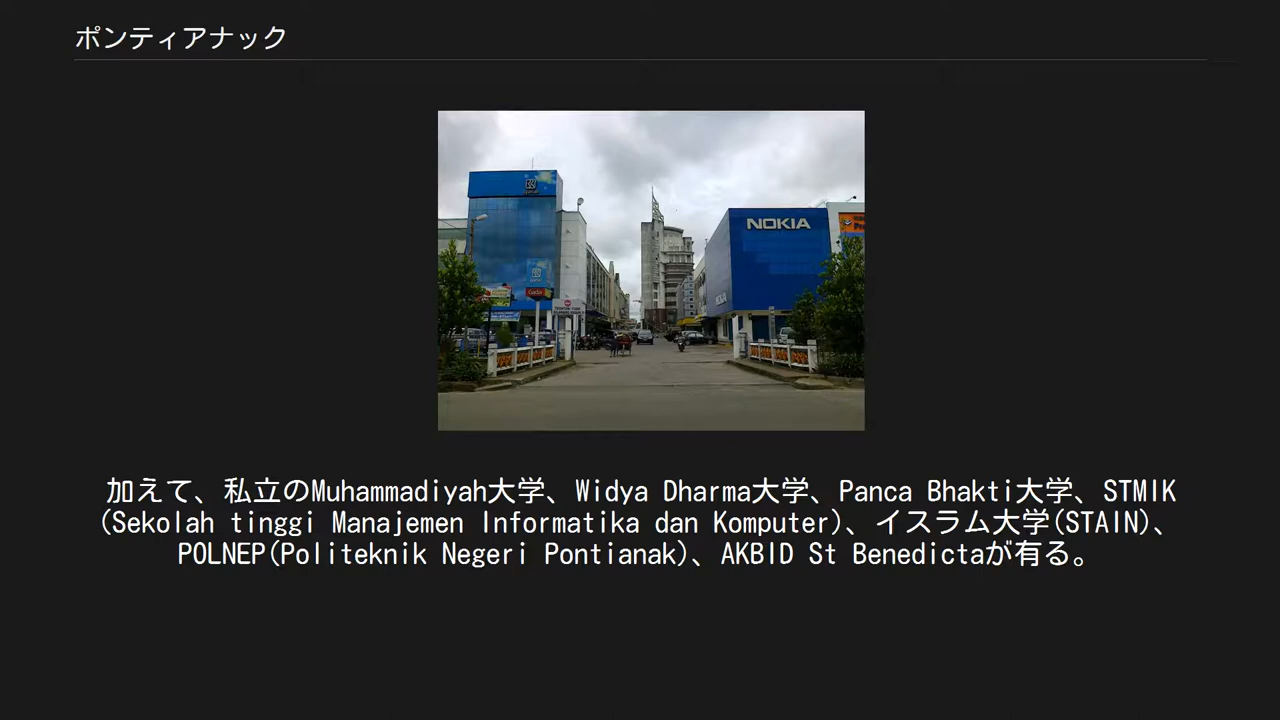 ポンティアナック
NOKIA
加えて、私立のMuhammadiyah大学、Widya Dharma大学、Panca Bhakti大学、STMIK
(Sekolah tinggi Manajemen Informatika dan Komputer)、イスラム大学(STAIN)、
POLNEP(Politeknik Negeri Pontianak)、AKBID St Benedictaが有る。